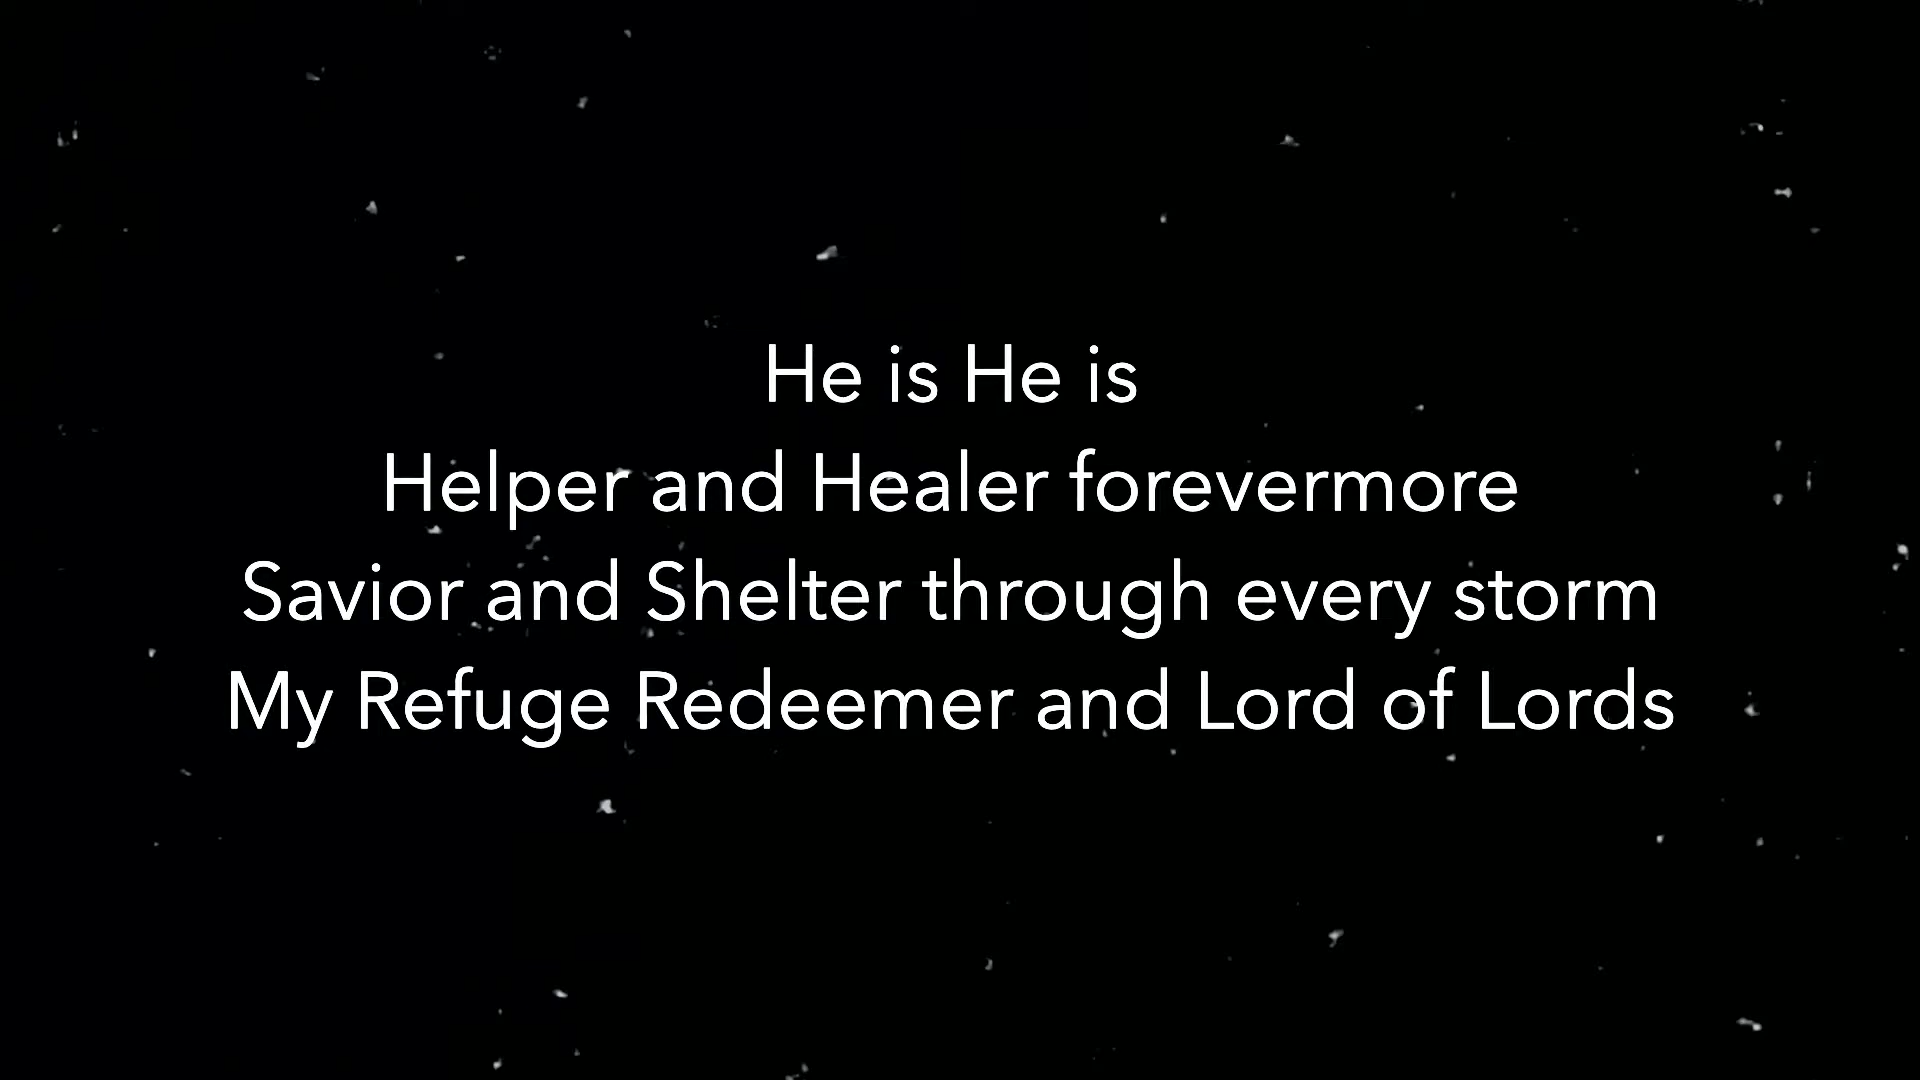 He is He is
Helper and Healer forevermore
Savior and Shelter through every storm
My Refuge Redeemer and Lord of Lords